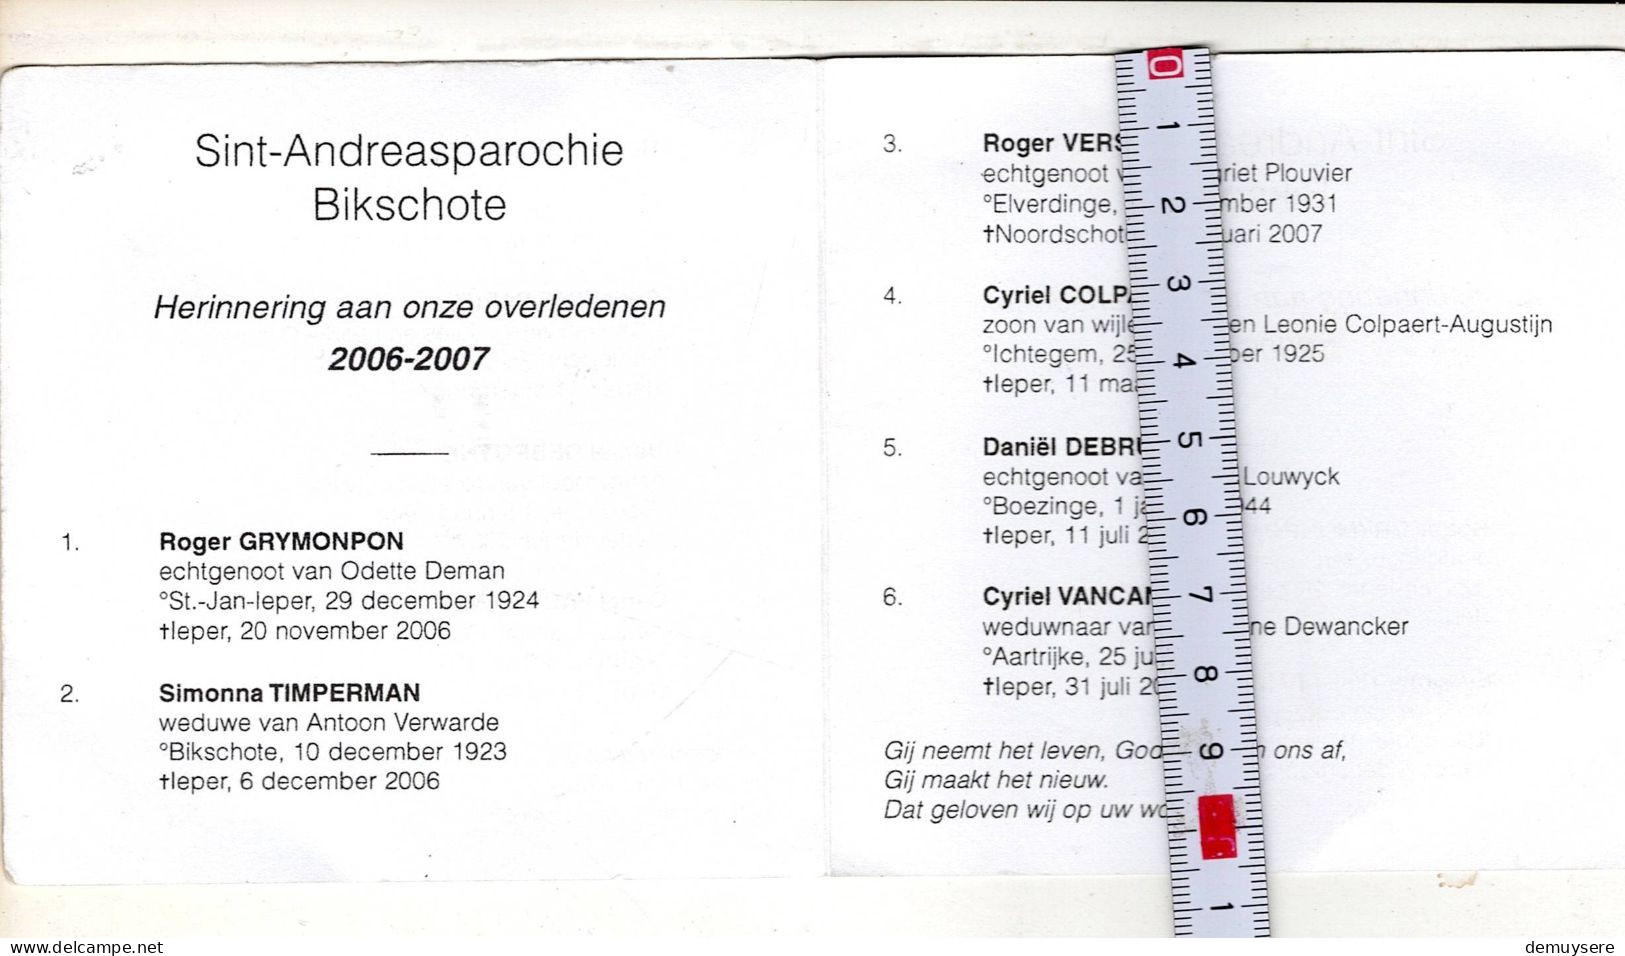 Sint-Andreasparochie
Bikschote
Herinnering aan onze overledenen
2006-2007
1. Roger GRYMONPON
echtgenoot van Odette Deman
°St.-Jan-Ieper, 29 december 1924
†Ieper, 20 november 2006
2. Simonna TIMPERMAN
weduwe van Antoon Verwarde
°Bikschote, 10 december 1923
†Ieper, 6 december 2006
3. Roger
echtgenoot Plouvier
°Elverdinge, 1931
2007
4. Cyriel
zoon van en Leonie Colpaert-Augustijn
°Ichtegem, 1925
†Ieper, 11
5. Daniël
echtgenoot Louwyck
°Boezinge, 1
†Ieper, 11 juli
6. Cyriel
weduwnaar Dewancker
°Aartrijke, 25
†Ieper, 31 juli
Gij neemt het leven, God ons af,
Gij maakt het nieuw.
Dat geloven wij op uw
0
1
2
3
4
5
6
7
8
9
1
www.delcampe.net
demuysere